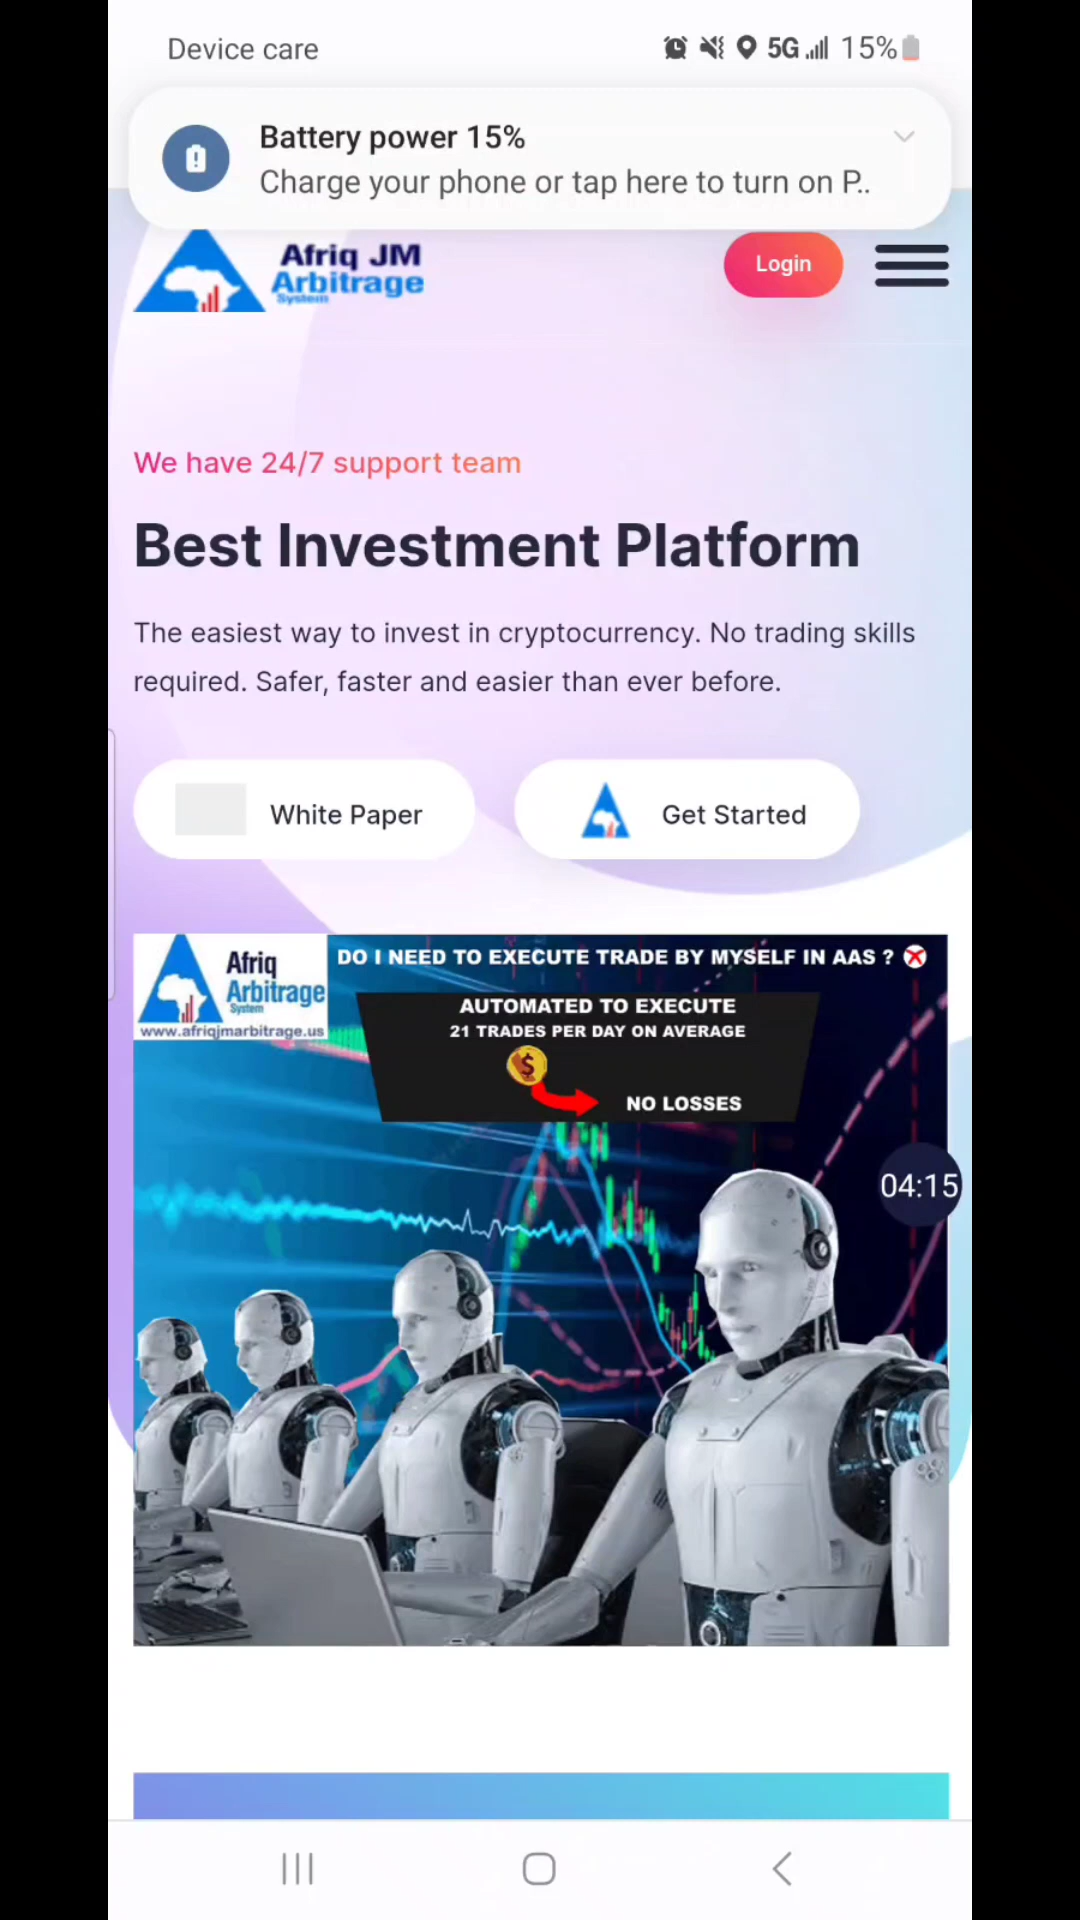 Device care
5G 15%
Battery power 15%
Charge your phone or tap here to turn on P..
Afriq JM
Arbitrage
System
Login
We have 24/7 support team
Best Investment Platform
The easiest way to invest in cryptocurrency. No trading skills
required. Safer, faster and easier than ever before.
White Paper
Get Started
Afriq
Arbitrage
System
www.afriqjmarbitrage.us
DO I NEED TO EXECUTE TRADE BY MYSELF IN AAS ?
AUTOMATED TO EXECUTE
21 TRADES PER DAY ON AVERAGE
$
NO LOSSES
04:15